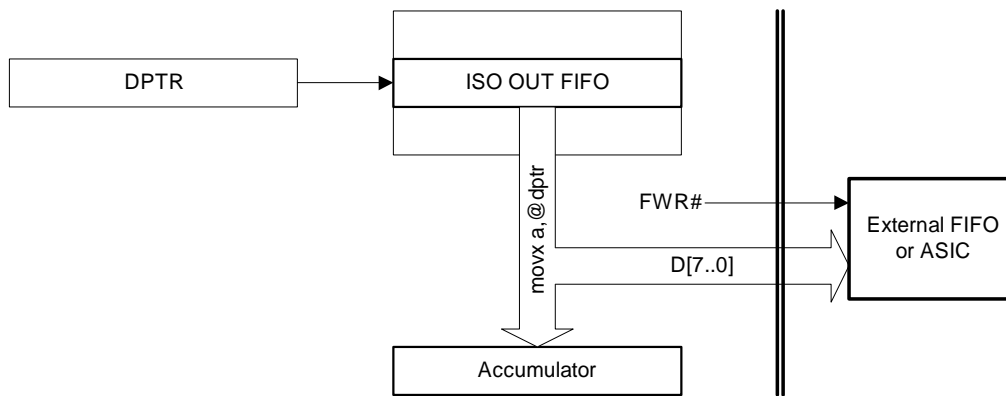 DPTR
ISO OUT FIFO
movx a,@dptr
FWR#
External FIFO
or ASIC
D[7..0]
Accumulator